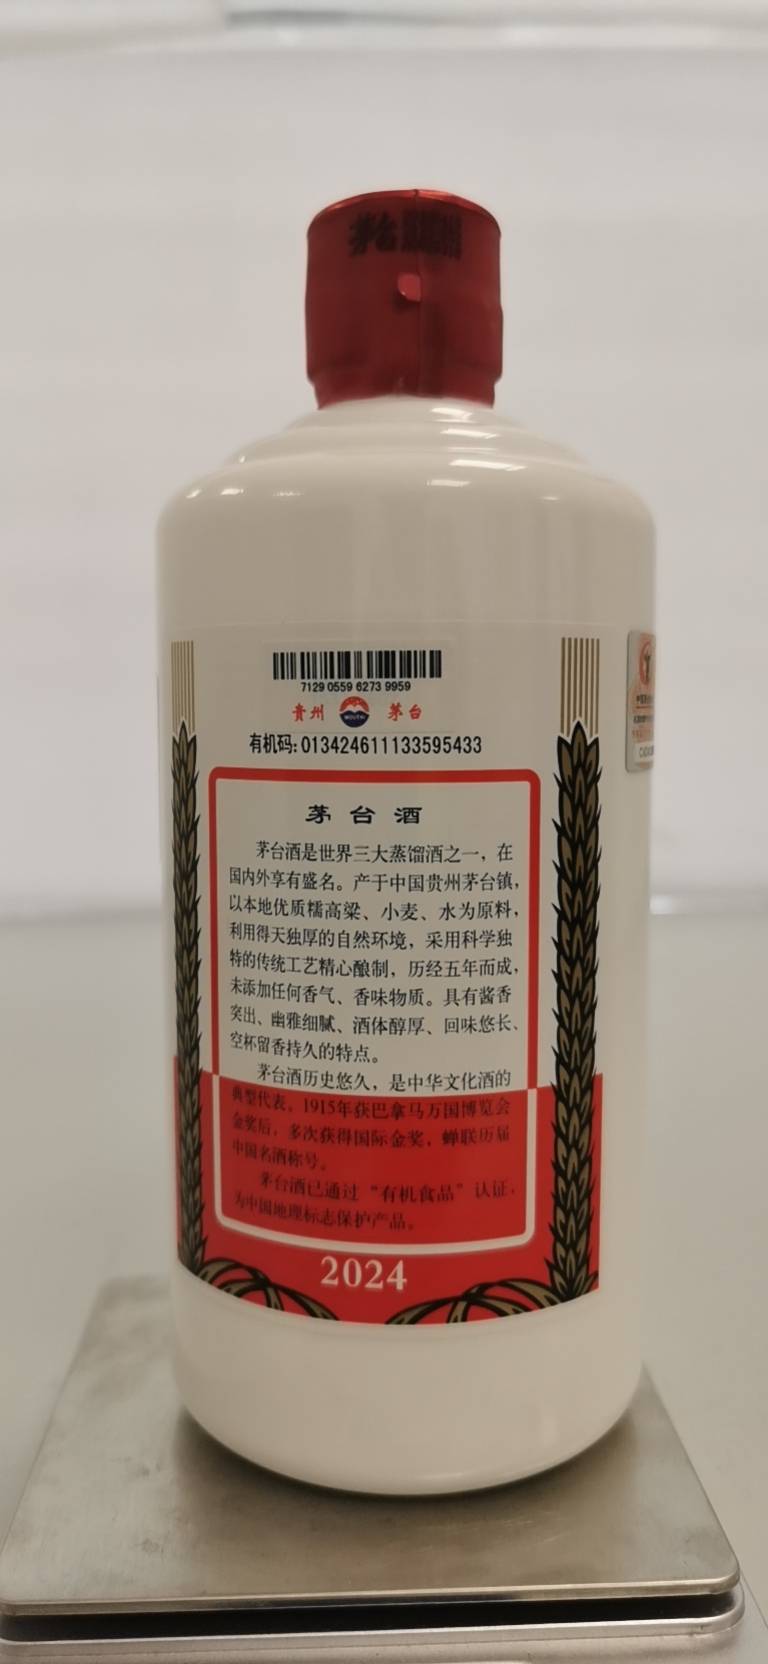 茅台
7129 0559 6273 9959
贵州 MOUTAI 茅台
有机码:013424611133595433
茅台酒
茅台酒是世界三大蒸馏酒之一，在
国内外享有盛名。产于中国贵州茅台镇，
以本地优质糯高粱、小麦、水为原料，
利用得天独厚的自然环境，采用科学独
特的传统工艺精心酿制，历经五年而成，
未添加任何香气、香味物质。具有酱香
突出、幽雅细腻、酒体醇厚、回味悠长、
空杯留香持久的特点。
茅台酒历史悠久，是中华文化酒的
典型代表。1915年获巴拿马万国博览会
金奖后，多次获得国际金奖，蝉联历届
中国名酒称号。
茅台酒已通过“有机食品”认证，
为中国地理标志保护产品。
2024